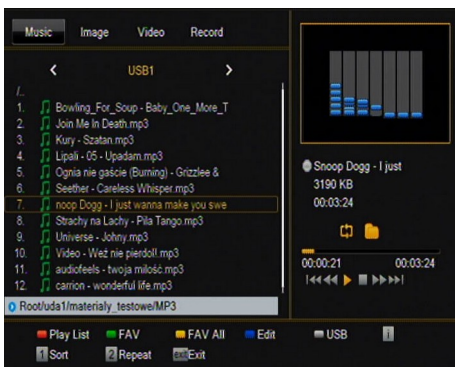 Music Image Video Record
USB1
/..
1. Bowling_For_Soup - Baby_One_More_T
2. Join Me In Death.mp3
3. Kury - Szatan.mp3
4. Lipali - 05 - Upadam.mp3
5. Ognia nie gaście (Burning) - Grizzlee &
6. Seether - Careless Whisper.mp3
7. noop Dogg - I just wanna make you swe
8. Strachy na Lachy - Pila Tango.mp3
9. Universe - Johny.mp3
10. Video - Weż nie pierdol!.mp3
11. audiofeels - twoja miłość.mp3
12. carrion - wonderful life.mp3
Root/uda1/materialy_testowe/MP3
Snoop Dogg - I just
3190 KB
00:03:24
00:00:21 00:03:24
Play List FAV FAV All Edit USB i
1 Sort 2 Repeat exit Exit